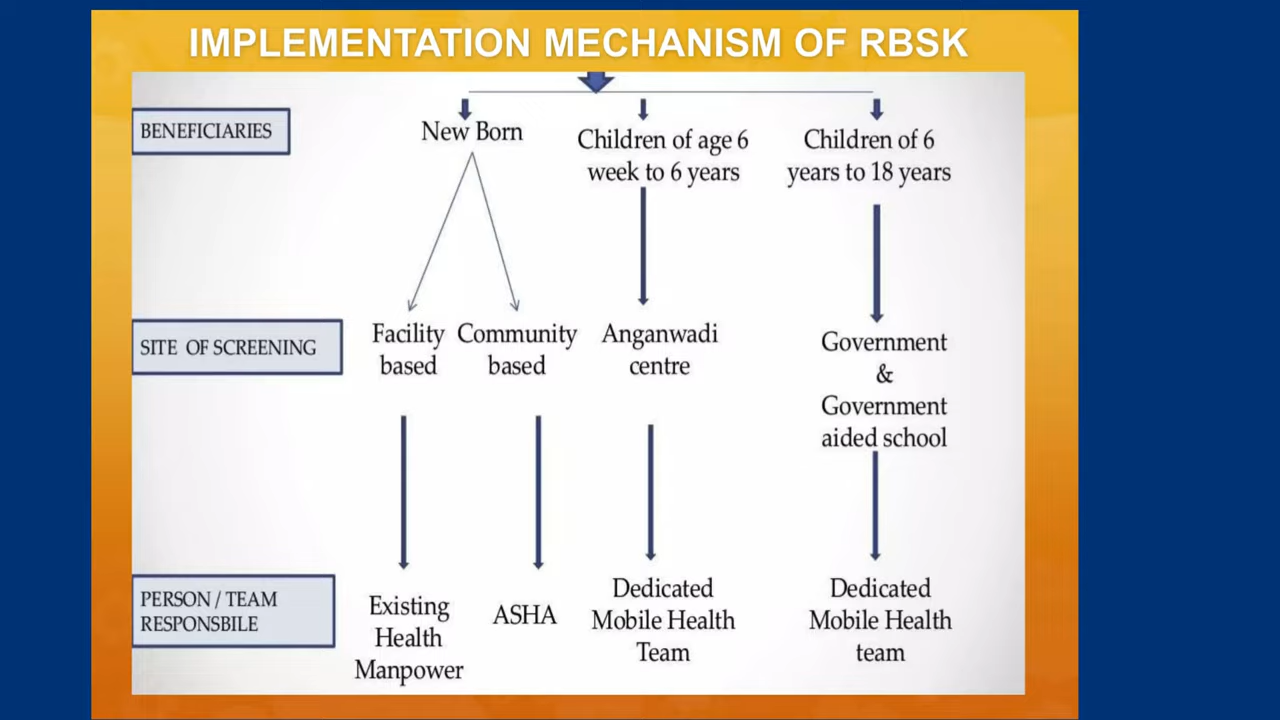 IMPLEMENTATION MECHANISM OF RBSK
BENEFICIARIES
New Born
Children of age 6
week to 6 years
Children of 6
years to 18 years
SITE OF SCREENING
Facility
based
Community
based
Anganwadi
centre
Government
&
Government
aided school
PERSON / TEAM
RESPONSBILE
Existing
Health
Manpower
ASHA
Dedicated
Mobile Health
Team
Dedicated
Mobile Health
team